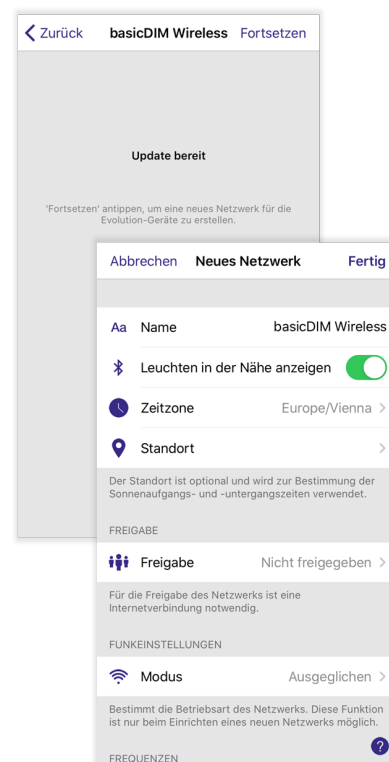 Zurück basicDIM Wireless Fortsetzen
Update bereit
'Fortsetzen' antippen, um eine neues Netzwerk für die
Evolution-Geräte zu erstellen.
Abbrechen Neues Netzwerk Fertig
Aa Name basicDIM Wireless
Leuchten in der Nähe anzeigen
Zeitzone Europe/Vienna >
Standort >
Der Standort ist optional und wird zur Bestimmung der
Sonnenaufgangs- und -untergangszeiten verwendet.
FREIGABE
Freigabe Nicht freigegeben >
Für die Freigabe des Netzwerks ist eine
Internetverbindung notwendig.
FUNKEINSTELLUNGEN
Modus Ausgeglichen >
Bestimmt die Betriebsart des Netzwerks. Diese Funktion
ist nur beim Einrichten eines neuen Netzwerks möglich.
?
FREQUENZEN